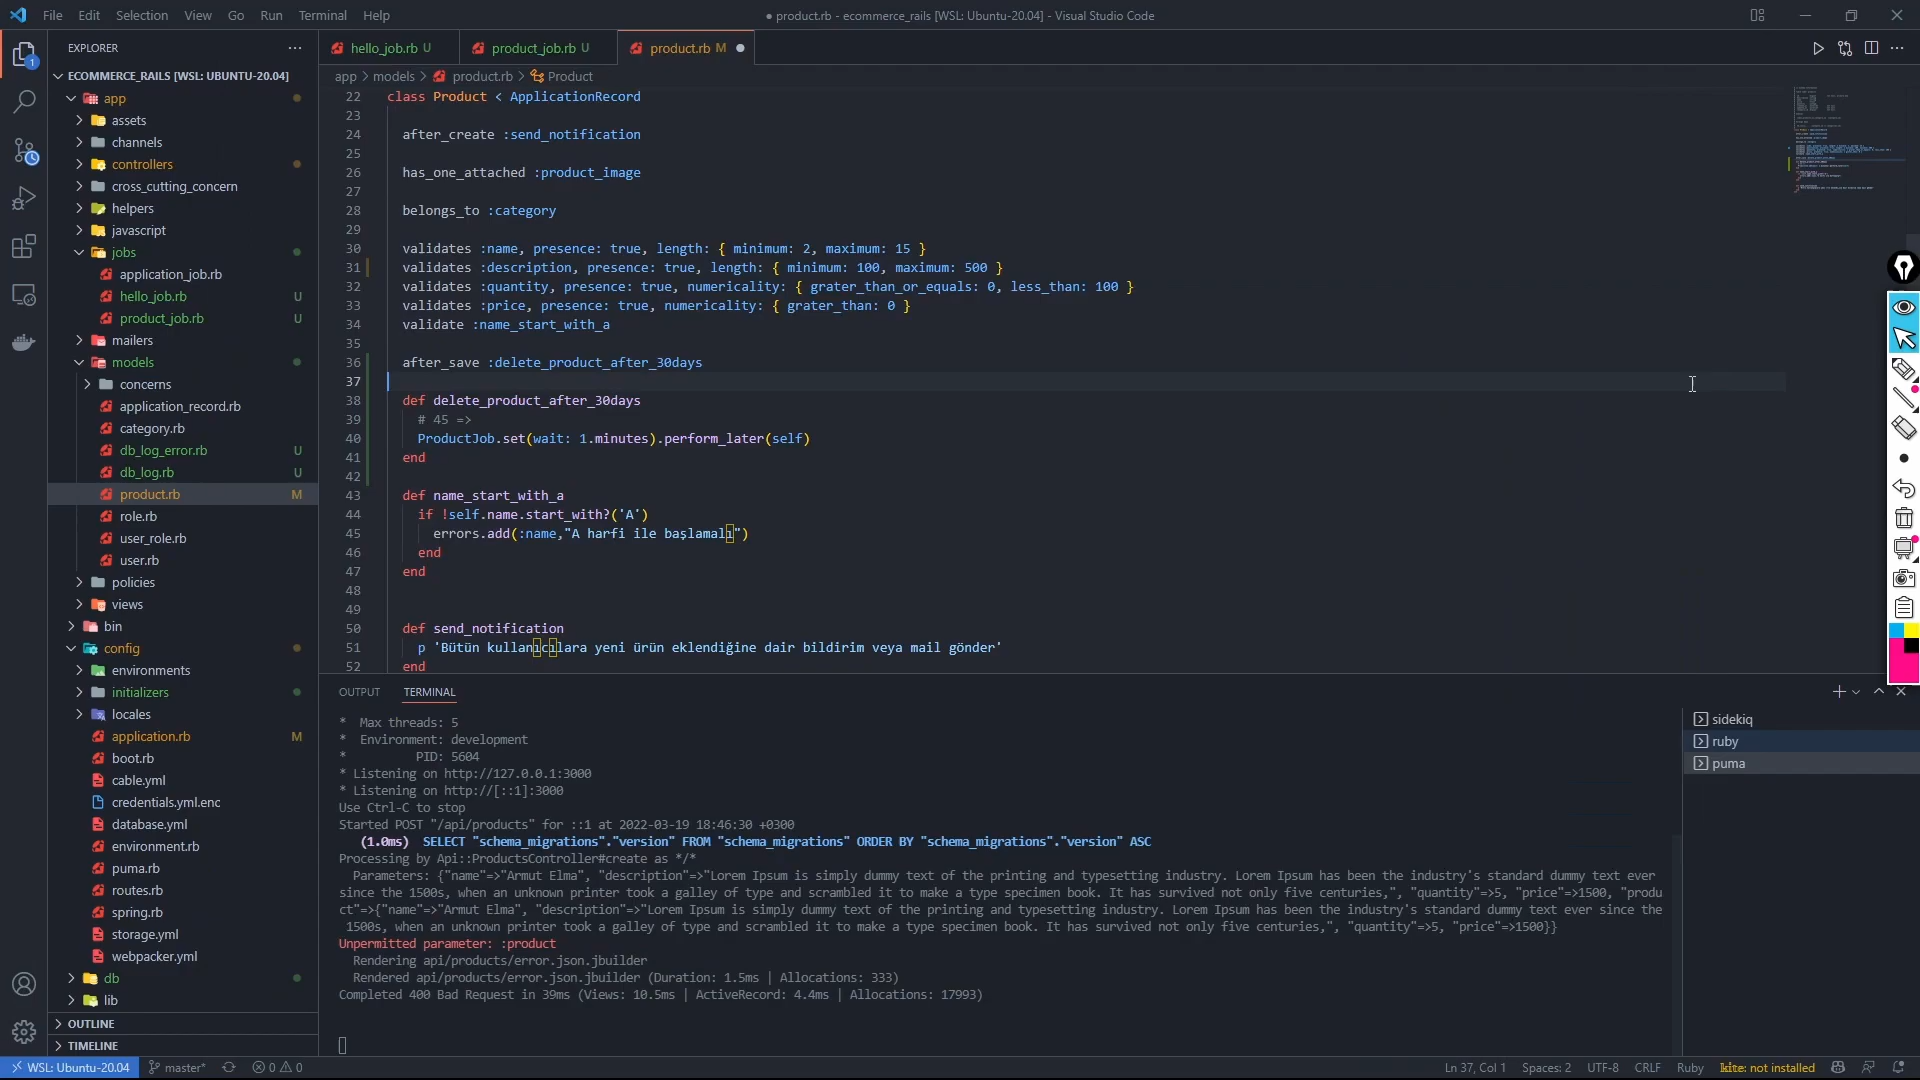 File Edit Selection View Go Run Terminal Help
● product.rb - ecommerce_rails [WSL: Ubuntu-20.04] - Visual Studio Code
EXPLORER
ECOMMERCE_RAILS [WSL: UBUNTU-20.04]
app
assets
channels
controllers
cross_cutting_concern
helpers
javascript
jobs
application_job.rb
hello_job.rb U
product_job.rb U
mailers
models
concerns
application_record.rb
category.rb
db_log_error.rb U
db_log.rb U
product.rb M
role.rb
user_role.rb
user.rb
policies
views
bin
config
environments
initializers
locales
application.rb M
boot.rb
cable.yml
credentials.yml.enc
database.yml
environment.rb
puma.rb
routes.rb
spring.rb
storage.yml
webpacker.yml
db
lib
OUTLINE
TIMELINE
hello_job.rb U product_job.rb U product.rb M
app > models > product.rb > Product
22 class Product < ApplicationRecord
23
24 after_create :send_notification
25
26 has_one_attached :product_image
27
28 belongs_to :category
29
30 validates :name, presence: true, length: { minimum: 2, maximum: 15 }
31 validates :description, presence: true, length: { minimum: 100, maximum: 500 }
32 validates :quantity, presence: true, numericality: { grater_than_or_equals: 0, less_than: 100 }
33 validates :price, presence: true, numericality: { grater_than: 0 }
34 validate :name_start_with_a
35
36 after_save :delete_product_after_30days
37
38 def delete_product_after_30days
39 # 45 =>
40 ProductJob.set(wait: 1.minutes).perform_later(self)
41 end
42
43 def name_start_with_a
44 if !self.name.start_with?('A')
45 errors.add(:name,"A harfi ile başlamalı")
46 end
47 end
48
49
50 def send_notification
51 p 'Bütün kullanıcılara yeni ürün eklendiğine dair bildirim veya mail gönder'
52 end
OUTPUT TERMINAL
* Max threads: 5
* Environment: development
* PID: 5604
* Listening on http://127.0.0.1:3000
* Listening on http://[::1]:3000
Use Ctrl-C to stop
Started POST "/api/products" for ::1 at 2022-03-19 18:46:30 +0300
(1.0ms) SELECT "schema_migrations"."version" FROM "schema_migrations" ORDER BY "schema_migrations"."version" ASC
Processing by Api::ProductsController#create as */*
Parameters: {"name"=>"Armut Elma", "description"=>"Lorem Ipsum is simply dummy text of the printing and typesetting industry. Lorem Ipsum has been the industry's standard dummy text ever
since the 1500s, when an unknown printer took a galley of type and scrambled it to make a type specimen book. It has survived not only five centuries,", "quantity"=>5, "price"=>1500, "produ
ct"=>{"name"=>"Armut Elma", "description"=>"Lorem Ipsum is simply dummy text of the printing and typesetting industry. Lorem Ipsum has been the industry's standard dummy text ever since the
1500s, when an unknown printer took a galley of type and scrambled it to make a type specimen book. It has survived not only five centuries,", "quantity"=>5, "price"=>1500}}
Unpermitted parameter: :product
Rendering api/products/error.json.jbuilder
Rendered api/products/error.json.jbuilder (Duration: 1.5ms | Allocations: 333)
Completed 400 Bad Request in 39ms (Views: 10.5ms | ActiveRecord: 4.4ms | Allocations: 17993)
sidekiq
ruby
puma
WSL: Ubuntu-20.04 master* 0 0 Ln 37, Col 1 Spaces: 2 UTF-8 CRLF Ruby kite: not installed